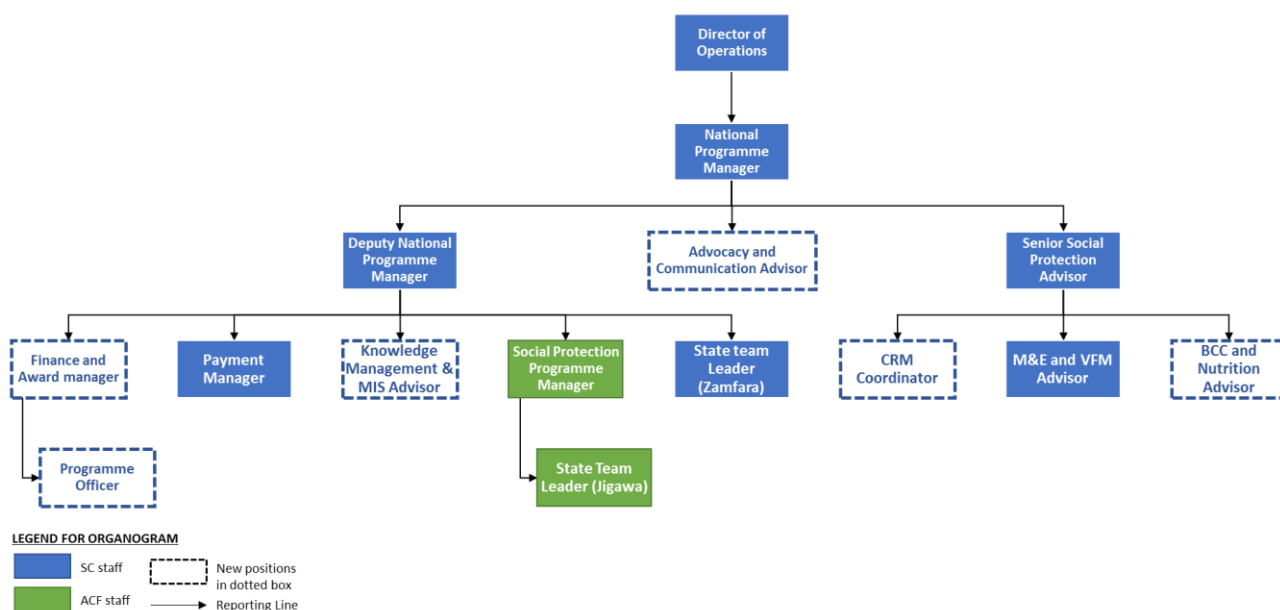 Director of
Operations
National
Programme
Manager
Deputy National
Programme
Manager
Advocacy and
Communication Advisor
Senior Social
Protection
Advisor
Finance and
Award manager
Payment
Manager
Knowledge
Management &
MIS Advisor
Social Protection
Programme
Manager
State team
Leader
(Zamfara)
CRM
Coordinator
M&E and VFM
Advisor
BCC and
Nutrition
Advisor
Programme
Officer
State Team
Leader (Jigawa)
LEGEND FOR ORGANOGRAM
SC staff
New positions
in dotted box
ACF staff
Reporting Line